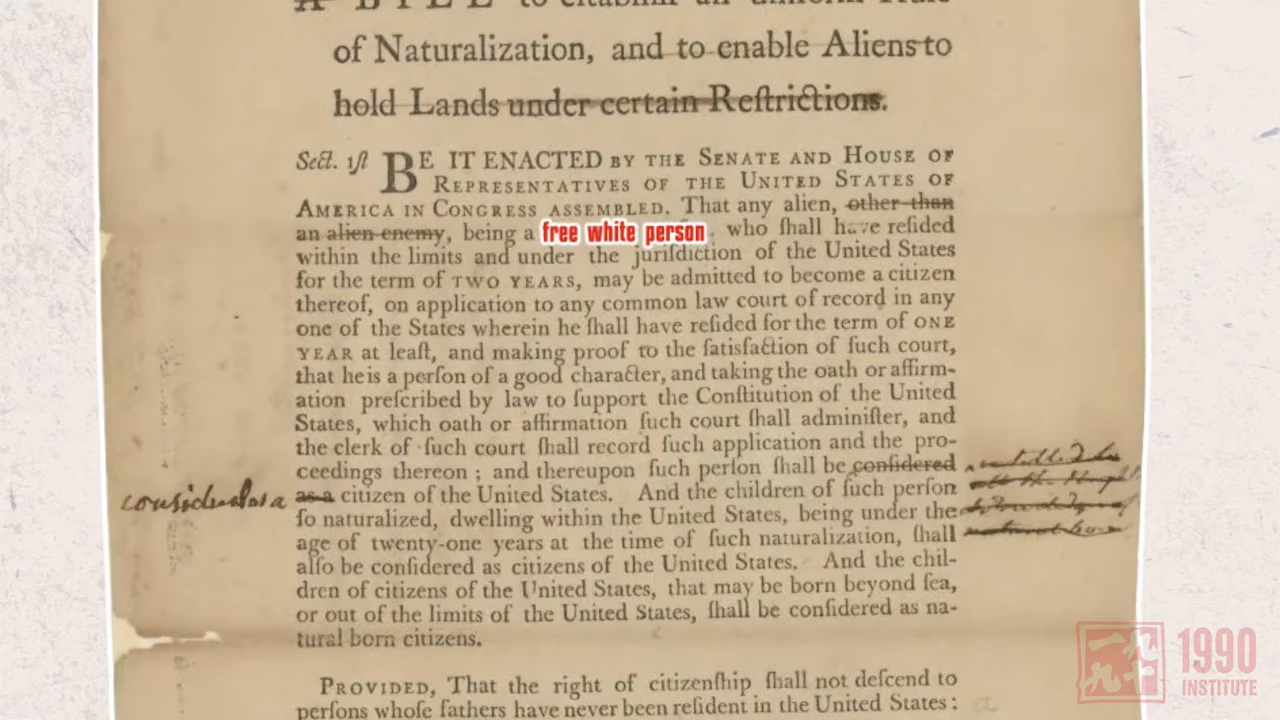 A BILL to establish an uniform Rule
of Naturalization, and to enable Aliens to
hold Lands under certain Restrictions.
Sect. 1ſt BE IT ENACTED BY THE SENATE AND HOUSE OF
REPRESENTATIVES OF THE UNITED STATES OF
AMERICA IN CONGRESS ASSEMBLED. That any alien, other than
an alien enemy, being a free white person, who ſhall have reſided
within the limits and under the juriſdiction of the United States
for the term of TWO YEARS, may be admitted to become a citizen
thereof, on application to any common law court of record in any
one of the States wherein he ſhall have reſided for the term of ONE
YEAR at leaſt, and making proof to the ſatisfaction of ſuch court,
that he is a perſon of a good character, and taking the oath or affirm-
ation preſcribed by law to ſupport the Conſtitution of the United
States, which oath or affirmation ſuch court ſhall adminiſter, and
the clerk of ſuch court ſhall record ſuch application and the pro-
ceedings thereon ; and thereupon ſuch perſon ſhall be conſidered
considered as a
as a citizen of the United States. And the children of ſuch perſon
ſo naturalized, dwelling within the United States, being under the
age of twenty-one years at the time of ſuch naturalization, ſhall
alſo be conſidered as citizens of the United States. And the chil-
dren of citizens of the United States, that may be born beyond ſea,
or out of the limits of the United States, ſhall be conſidered as na-
tural born citizens.
PROVIDED, That the right of citizenſhip ſhall not deſcend to
perſons whoſe fathers have never been reſident in the United States :
1990
INSTITUTE